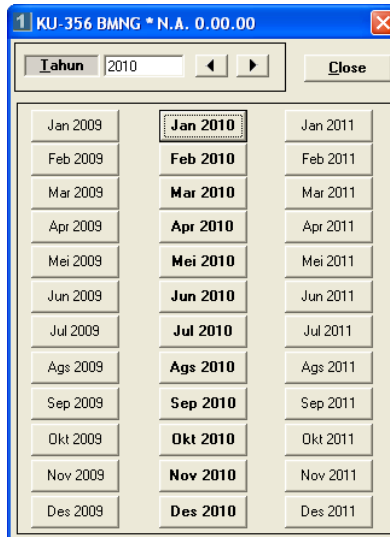 1 KU-356 BMNG * N.A. 0.00.00
Tahun 2010 Close
Jan 2009 Jan 2010 Jan 2011
Feb 2009 Feb 2010 Feb 2011
Mar 2009 Mar 2010 Mar 2011
Apr 2009 Apr 2010 Apr 2011
Mei 2009 Mei 2010 Mei 2011
Jun 2009 Jun 2010 Jun 2011
Jul 2009 Jul 2010 Jul 2011
Ags 2009 Ags 2010 Ags 2011
Sep 2009 Sep 2010 Sep 2011
Okt 2009 Okt 2010 Okt 2011
Nov 2009 Nov 2010 Nov 2011
Des 2009 Des 2010 Des 2011